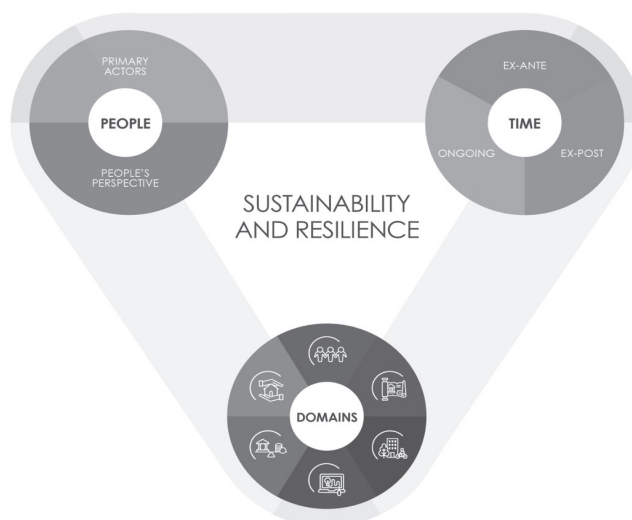 PRIMARY
ACTORS
PEOPLE
PEOPLE'S
PERSPECTIVE
EX-ANTE
TIME
ONGOING
EX-POST
SUSTAINABILITY
AND RESILIENCE
DOMAINS